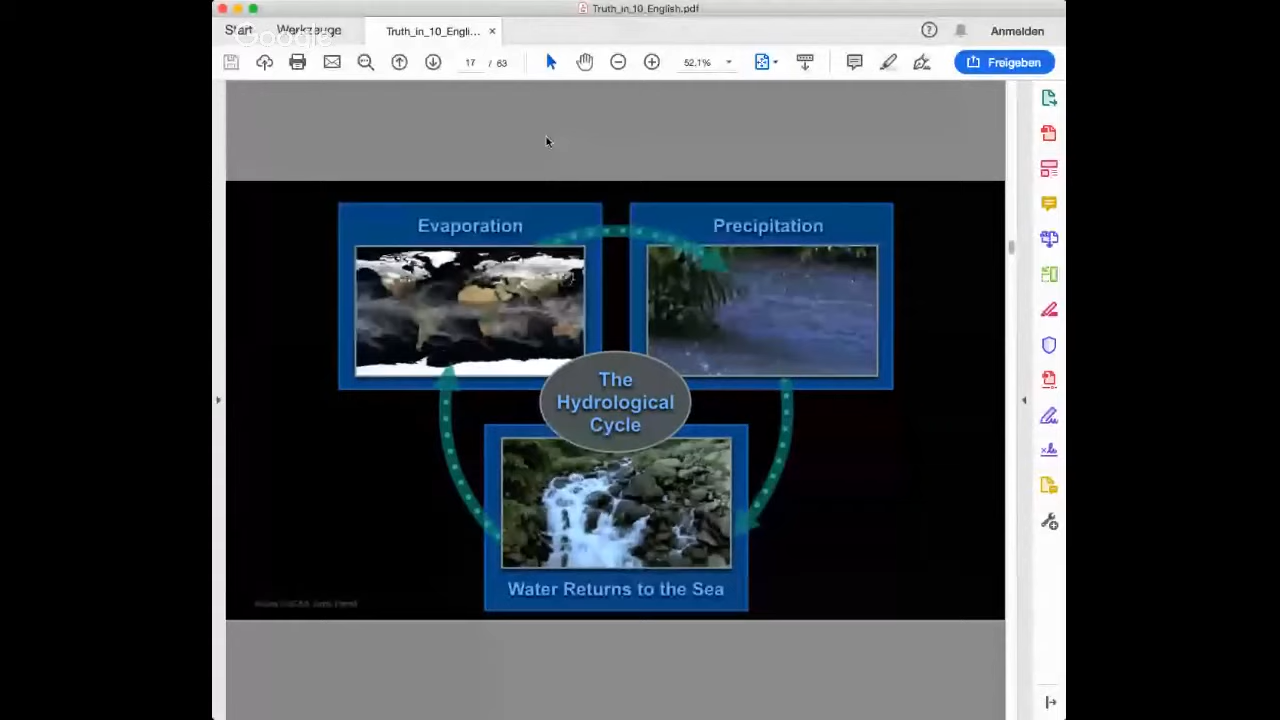 Truth_in_10_English.pdf
Start
Werkzeuge
Truth_in_10_Engli...
Anmelden
Google
17 / 63
52,1%
Freigeben
Evaporation
Precipitation
The
Hydrological
Cycle
Water Returns to the Sea